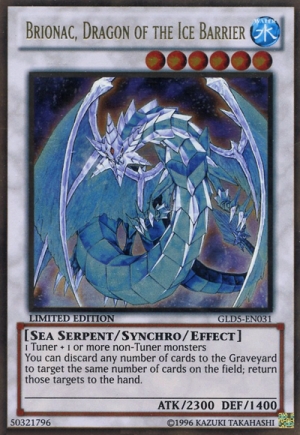 BRIONAC, DRAGON OF THE ICE BARRIER
WATER
水
LIMITED EDITION
GLD5-EN031
[SEA SERPENT/SYNCHRO/EFFECT]
1 Tuner + 1 or more non-Tuner monsters
You can discard any number of cards to the Graveyard
to target the same number of cards on the field; return
those targets to the hand.
ATK/2300 DEF/1400
50321796
©1996 KAZUKI TAKAHASHI